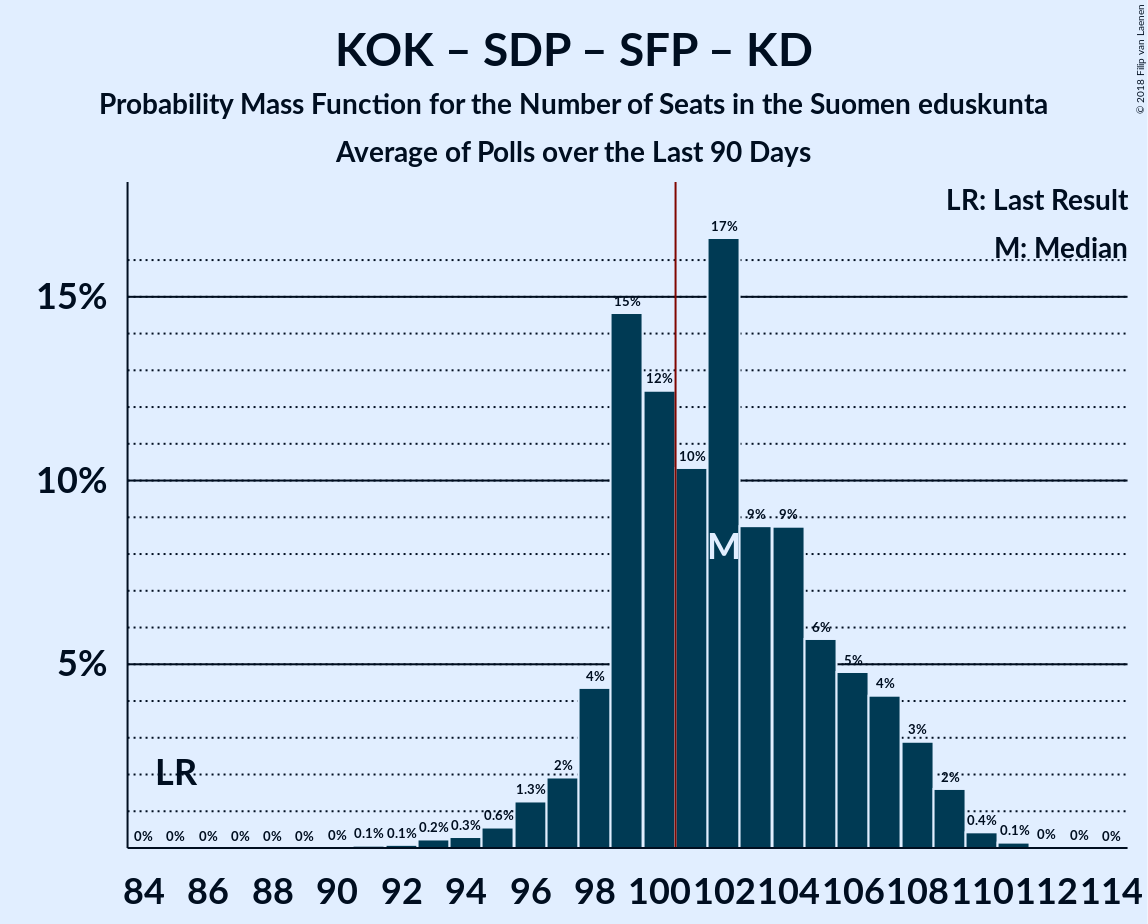 KOK – SDP – SFP – KD
Probability Mass Function for the Number of Seats in the Suomen eduskunta
Average of Polls over the Last 90 Days
© 2018 Filip van Laenen
LR: Last Result
M: Median
17%
15%
15%
12%
10%
10%
9% 9%
M
6%
5%
5%
4%
4%
3%
LR
2%
2%
1.3%
0.6%
0.4%
0% 0% 0% 0% 0% 0% 0% 0.1% 0.1% 0.2% 0.3% 0.1% 0% 0% 0%
84 86 88 90 92 94 96 98 100 102 104 106 108 110 112 114